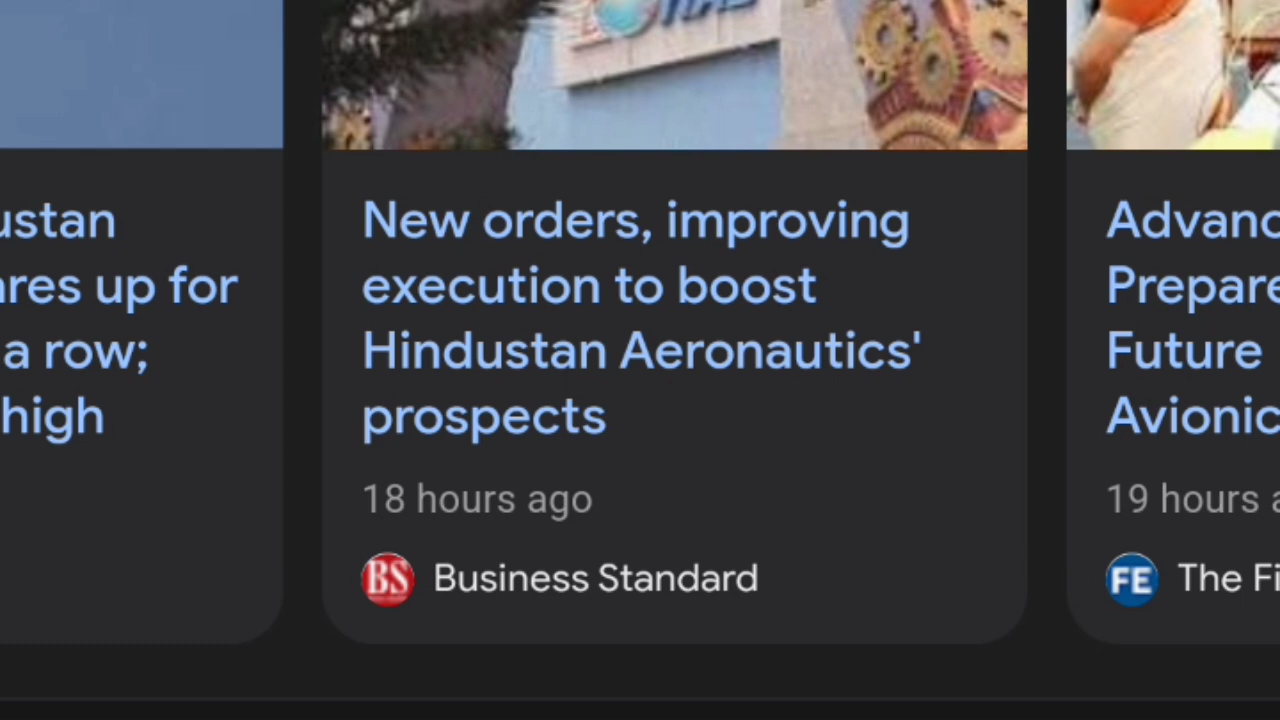 ustan
res up for
a row;
high
New orders, improving
execution to boost
Hindustan Aeronautics'
prospects
18 hours ago
BS Business Standard
Advanc
Prepare
Future
Avionic
19 hours a
FE The Fi